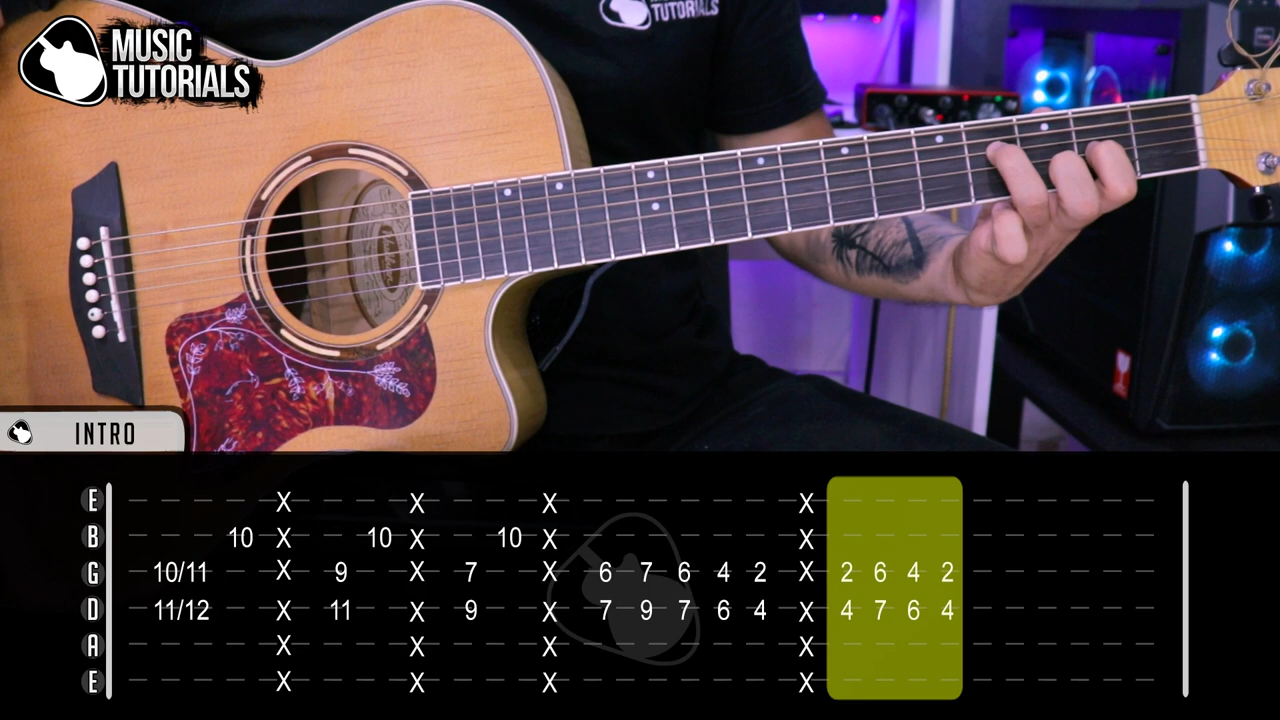 MUSIC
TUTORIALS
TUTORIALS
INTRO
E X X X X
B 10 X 10 X 10 X X
G 10/11 X 9 X 7 X 6 7 6 4 2 X 2 6 4 2
D 11/12 X 11 X 9 X 7 9 7 6 4 X 4 7 6 4
A X X X X
E X X X X